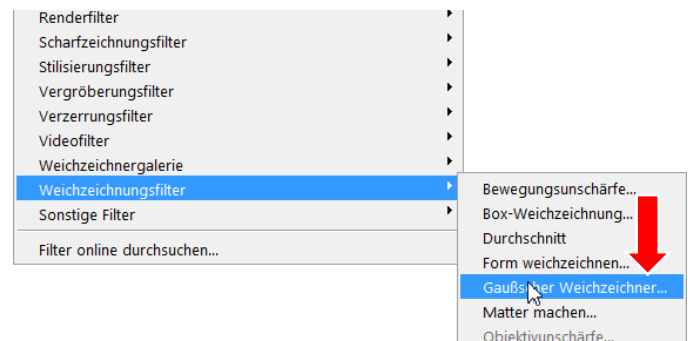 Renderfilter
Scharfzeichnungsfilter
Stilisierungsfilter
Vergröberungsfilter
Verzerrungsfilter
Videofilter
Weichzeichnergalerie
Weichzeichnungsfilter
Sonstige Filter
Filter online durchsuchen...
Bewegungsunschärfe...
Box-Weichzeichnung...
Durchschnitt
Form weichzeichnen...
Gaußscher Weichzeichner...
Matter machen...
Objektivunschärfe...